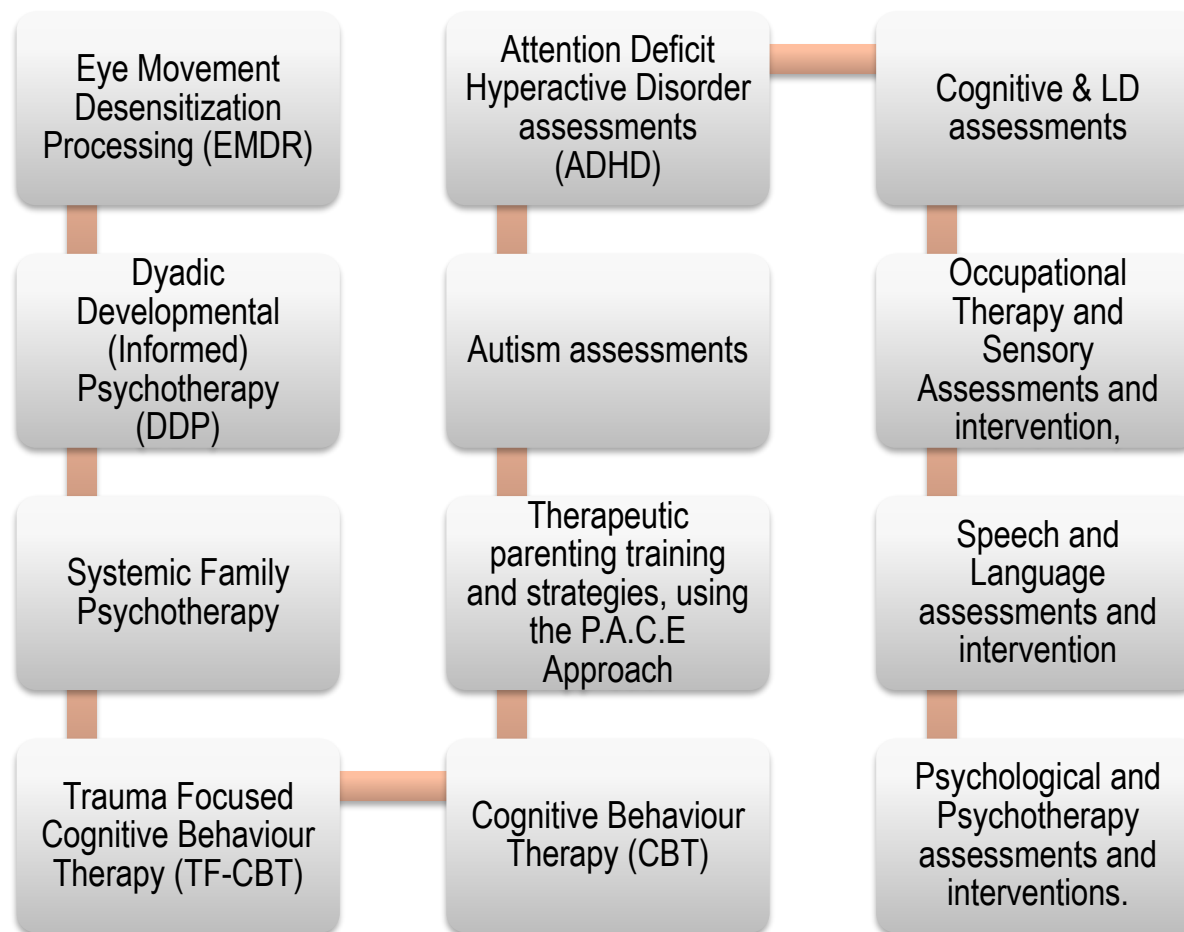 Eye Movement
Desensitization
Processing (EMDR)
Dyadic
Developmental
(Informed)
Psychotherapy
(DDP)
Systemic Family
Psychotherapy
Trauma Focused
Cognitive Behaviour
Therapy (TF-CBT)
Cognitive Behaviour
Therapy (CBT)
Therapeutic
parenting training
and strategies, using
the P.A.C.E
Approach
Autism assessments
Attention Deficit
Hyperactive Disorder
assessments
(ADHD)
Cognitive & LD
assessments
Occupational
Therapy and
Sensory
Assessments and
intervention,
Speech and
Language
assessments and
intervention
Psychological and
Psychotherapy
assessments and
interventions.